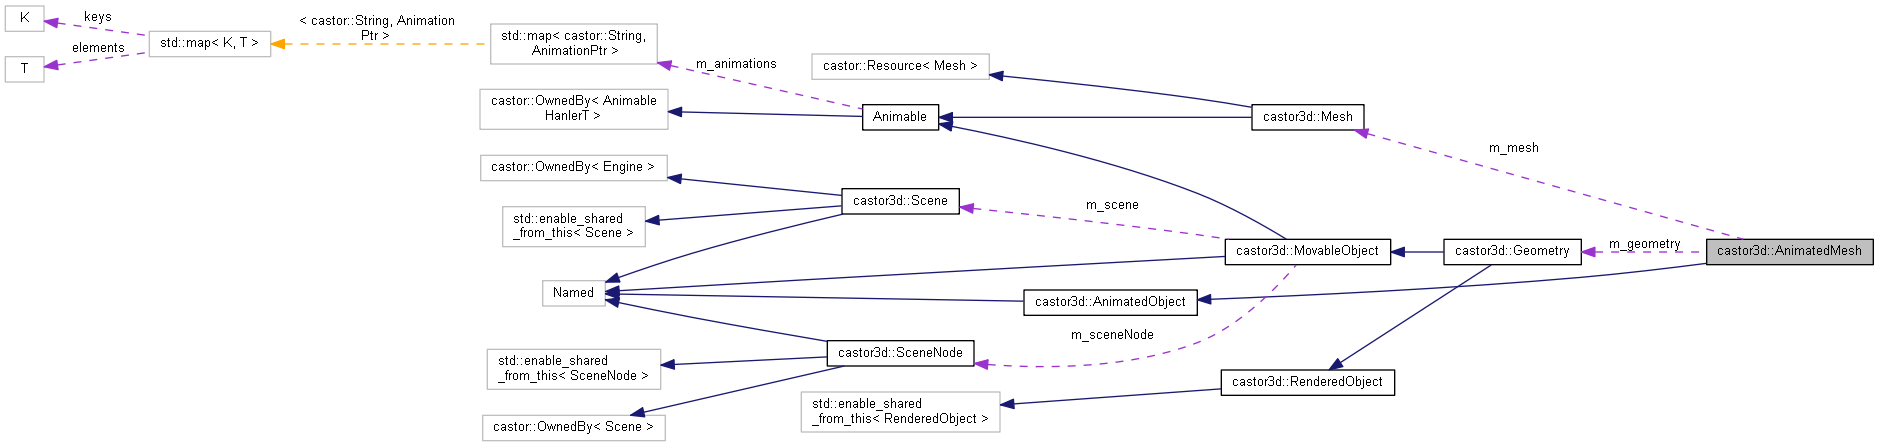 K
keys
< castor::String, Animation
Ptr >
std::map< K, T >
elements
T
std::map< castor::String,
AnimationPtr >
m_animations
castor::Resource< Mesh >
castor::OwnedBy< Animable
HanlerT >
Animable
castor3d::Mesh
m_mesh
castor::OwnedBy< Engine >
castor3d::Scene
m_scene
std::enable_shared
_from_this< Scene >
castor3d::MovableObject
castor3d::Geometry
m_geometry
castor3d::AnimatedMesh
Named
castor3d::AnimatedObject
m_sceneNode
castor3d::SceneNode
std::enable_shared
_from_this< SceneNode >
castor3d::RenderedObject
std::enable_shared
_from_this< RenderedObject >
castor::OwnedBy< Scene >